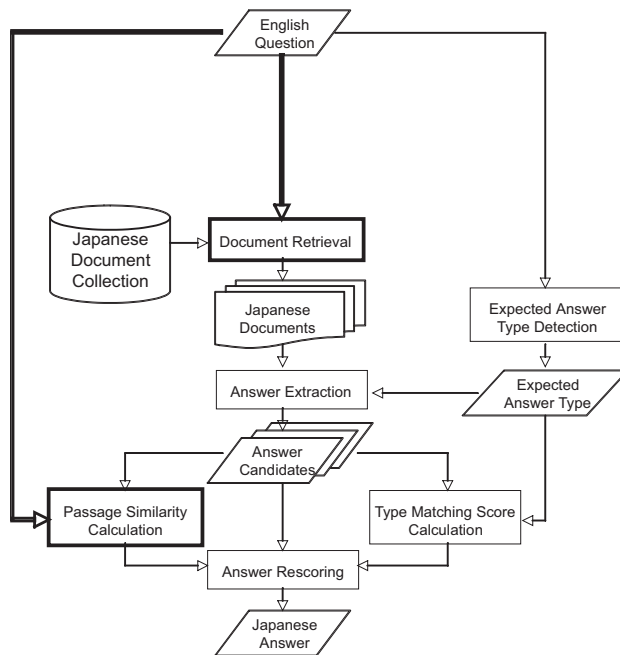 English
Question
Japanese
Document
Collection
Document Retrieval
Japanese
Documents
Expected Answer
Type Detection
Answer Extraction
Expected
Answer Type
Answer
Candidates
Passage Similarity
Calculation
Type Matching Score
Calculation
Answer Rescoring
Japanese
Answer